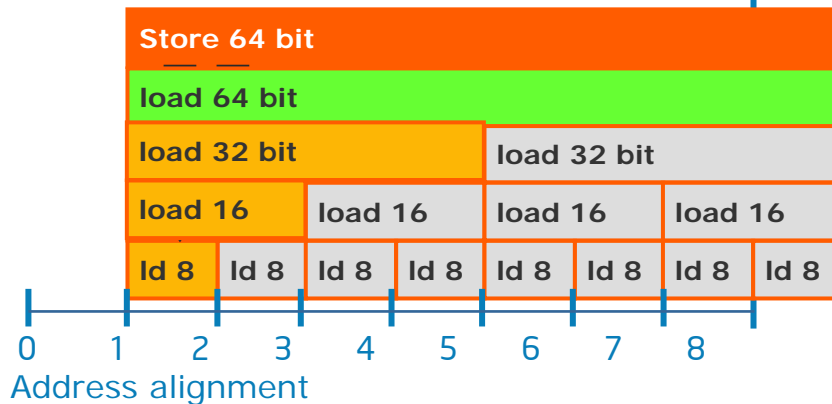 Store 64 bit
load 64 bit
load 32 bit load 32 bit
load 16 load 16 load 16 load 16
ld 8 ld 8 ld 8 ld 8 ld 8 ld 8 ld 8 ld 8
0 1 2 3 4 5 6 7 8
Address alignment